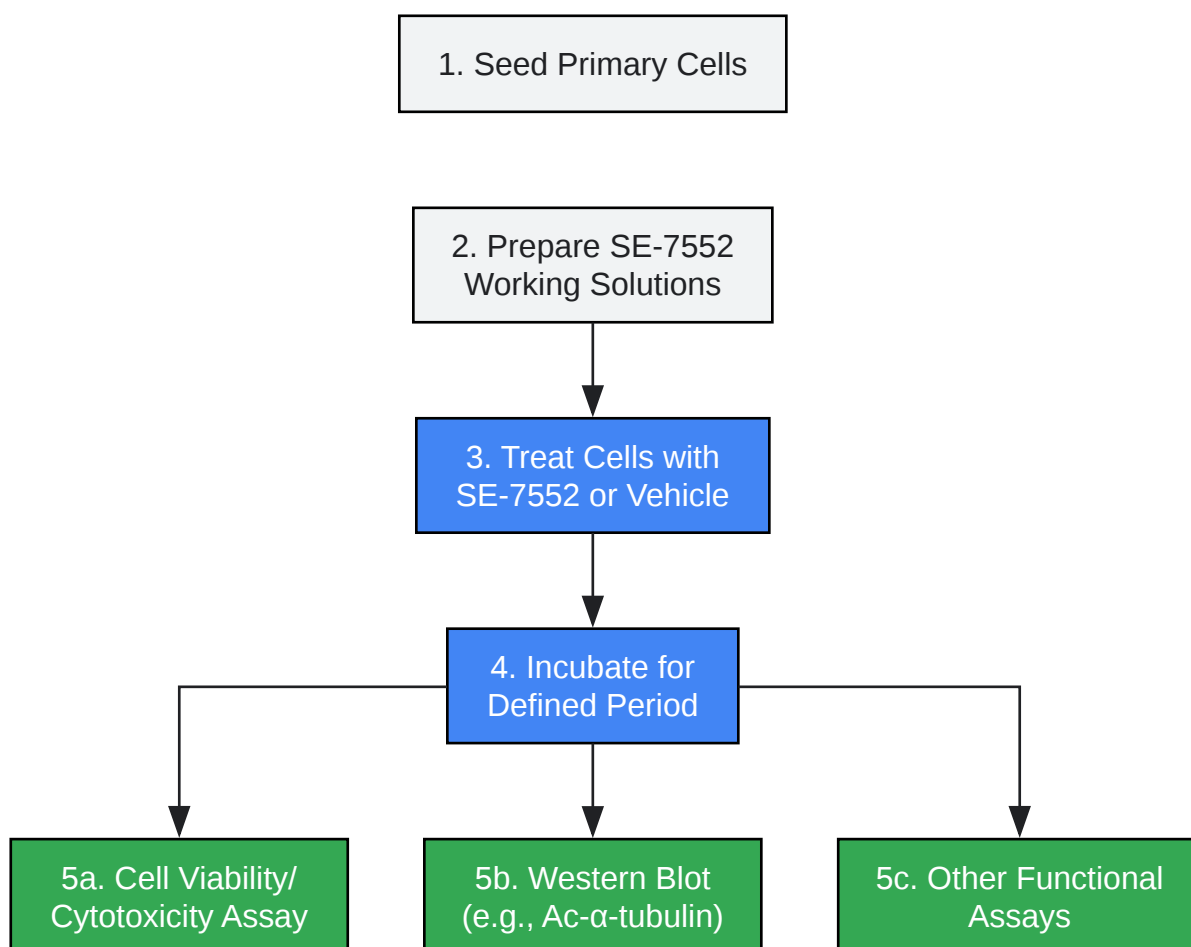 1. Seed Primary Cells
2. Prepare SE-7552
Working Solutions
3. Treat Cells with
SE-7552 or Vehicle
4. Incubate for
Defined Period
5a. Cell Viability/
Cytotoxicity Assay
5b. Western Blot
(e.g., Ac-α-tubulin)
5c. Other Functional
Assays